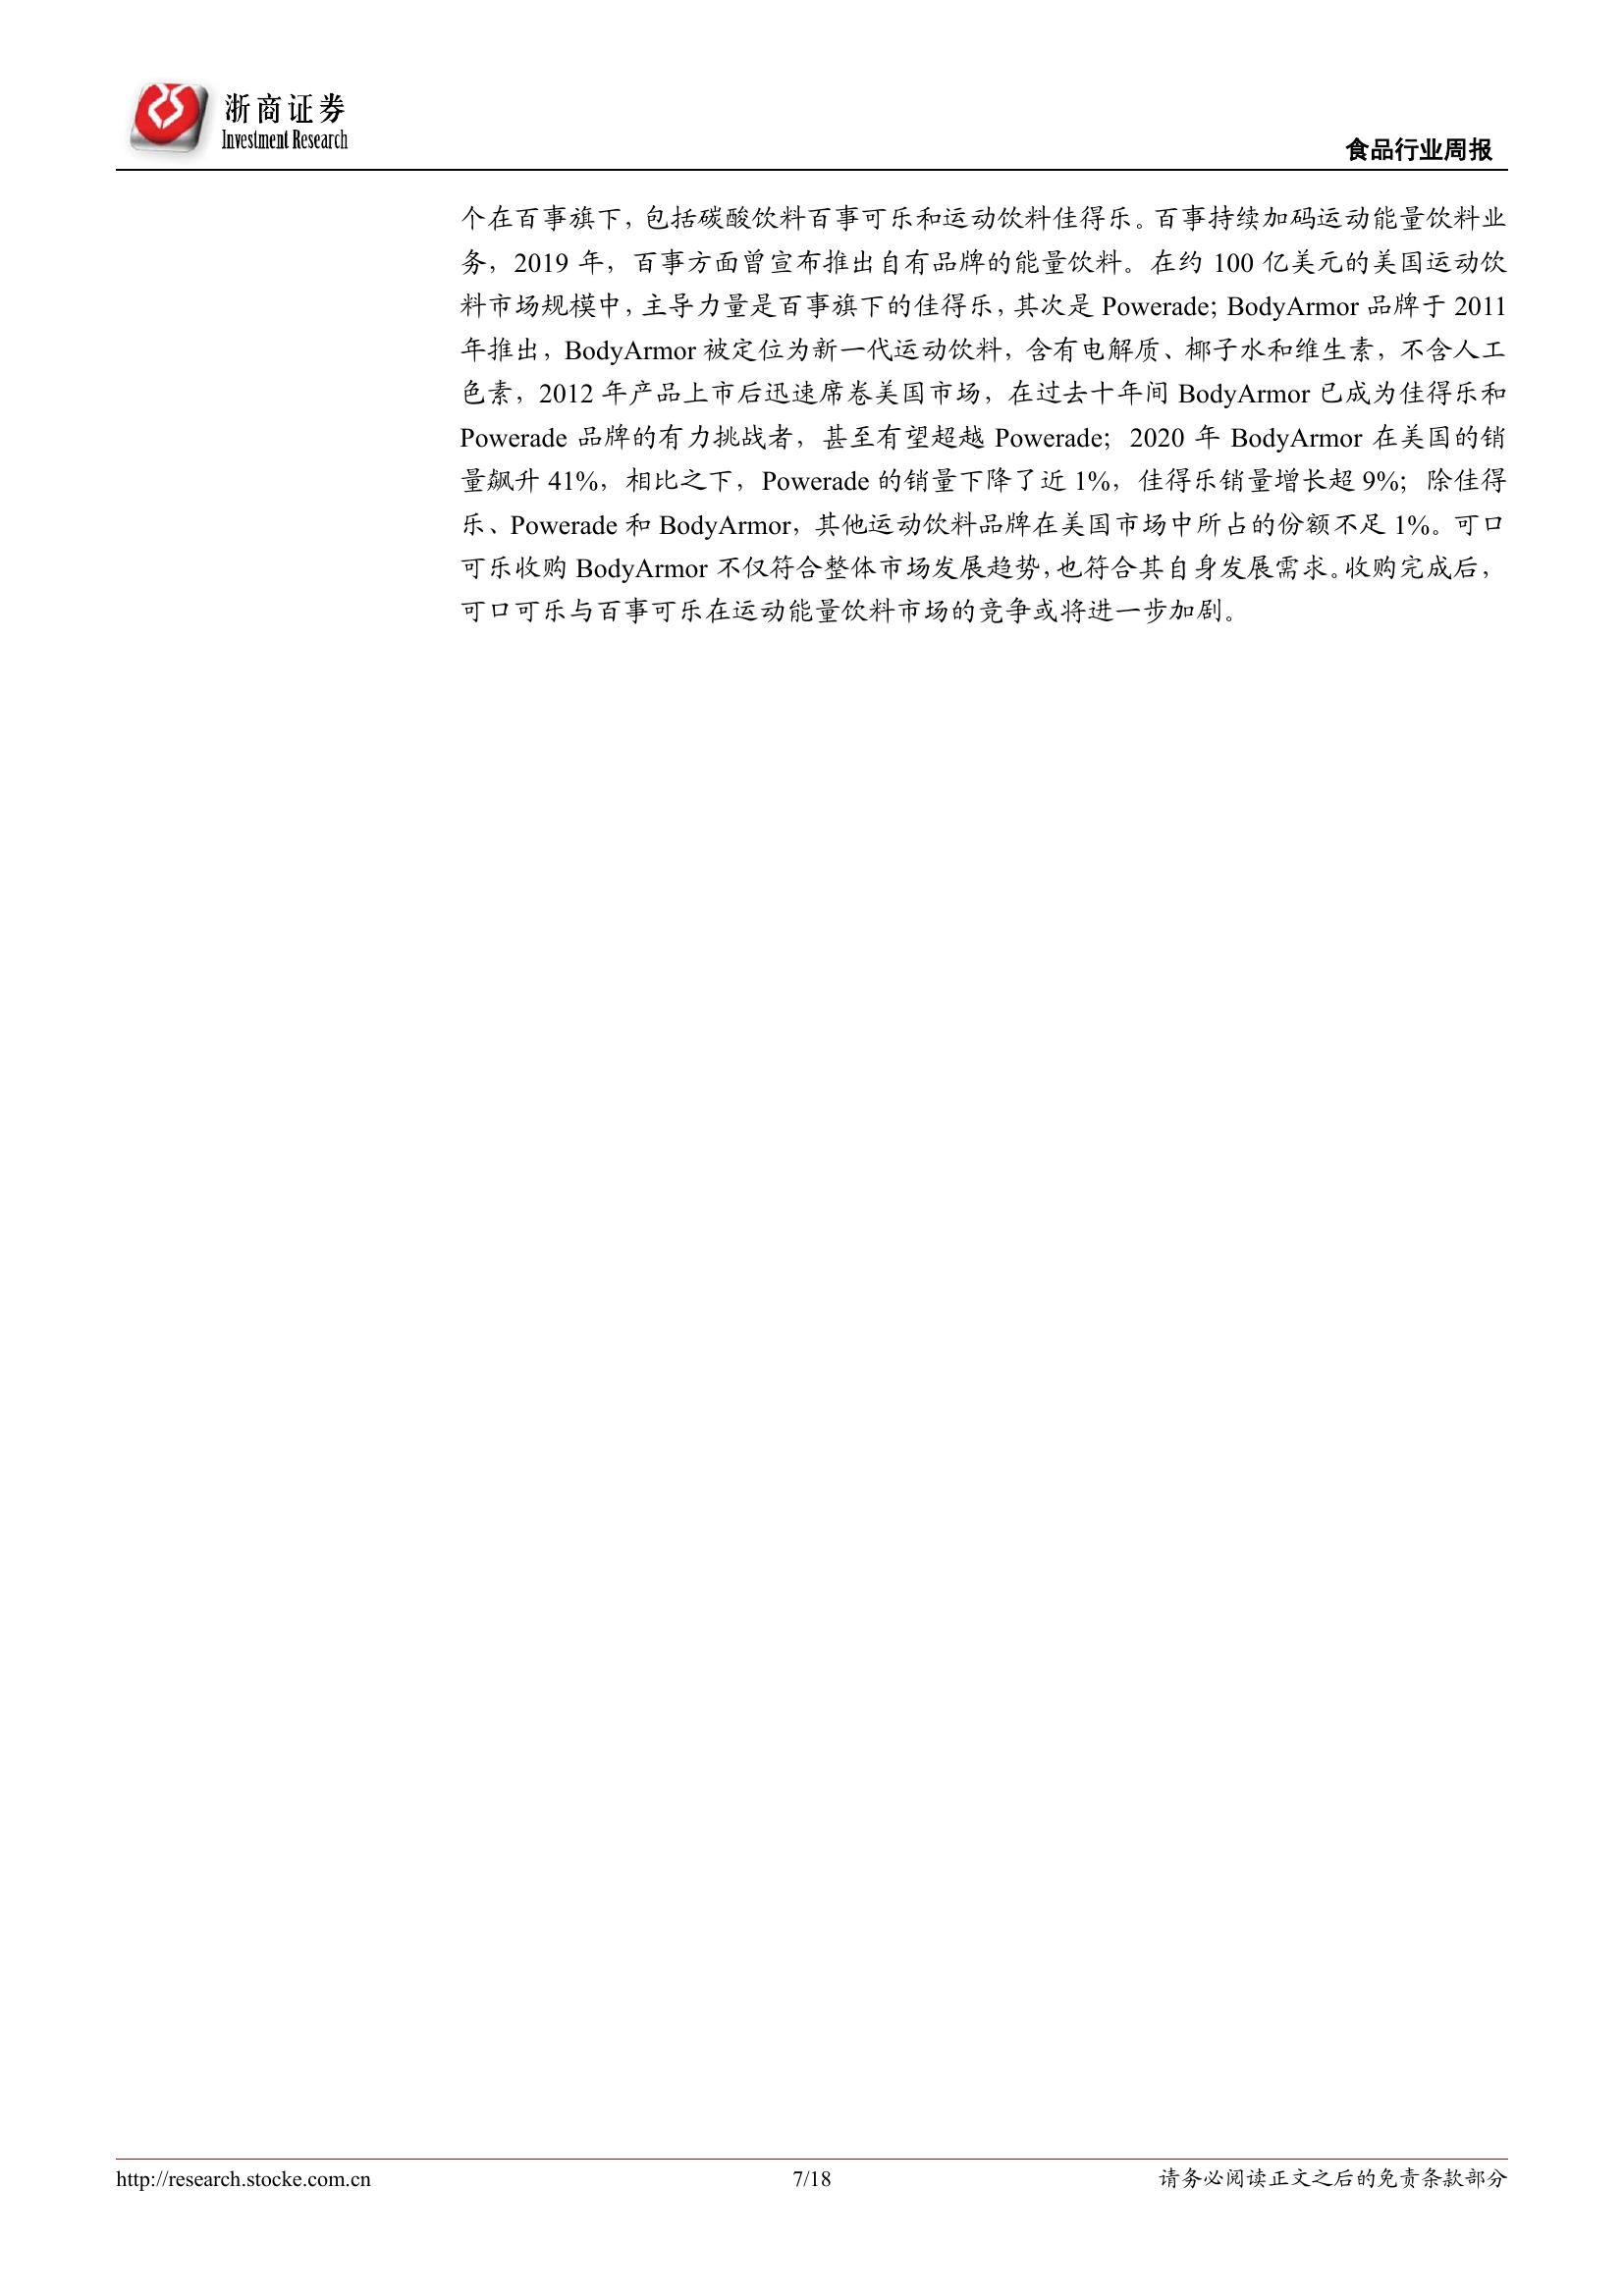 浙商证券
Investment Research
食品行业周报
个在百事旗下，包括碳酸饮料百事可乐和运动饮料佳得乐。百事持续加码运动能量饮料业
务，2019 年，百事方面曾宣布推出自有品牌的能量饮料。在约 100 亿美元的美国运动饮
料市场规模中，主导力量是百事旗下的佳得乐，其次是 Powerade；BodyArmor 品牌于 2011
年推出，BodyArmor 被定位为新一代运动饮料，含有电解质、椰子水和维生素，不含人工
色素，2012 年产品上市后迅速席卷美国市场，在过去十年间 BodyArmor 已成为佳得乐和
Powerade 品牌的有力挑战者，甚至有望超越 Powerade；2020 年 BodyArmor 在美国的销
量飙升 41%，相比之下，Powerade 的销量下降了近 1%，佳得乐销量增长超 9%；除佳得
乐、Powerade 和 BodyArmor，其他运动饮料品牌在美国市场中所占的份额不足 1%。可口
可乐收购 BodyArmor 不仅符合整体市场发展趋势，也符合其自身发展需求。收购完成后，
可口可乐与百事可乐在运动能量饮料市场的竞争或将进一步加剧。
http://research.stocke.com.cn
7/18
请务必阅读正文之后的免责条款部分